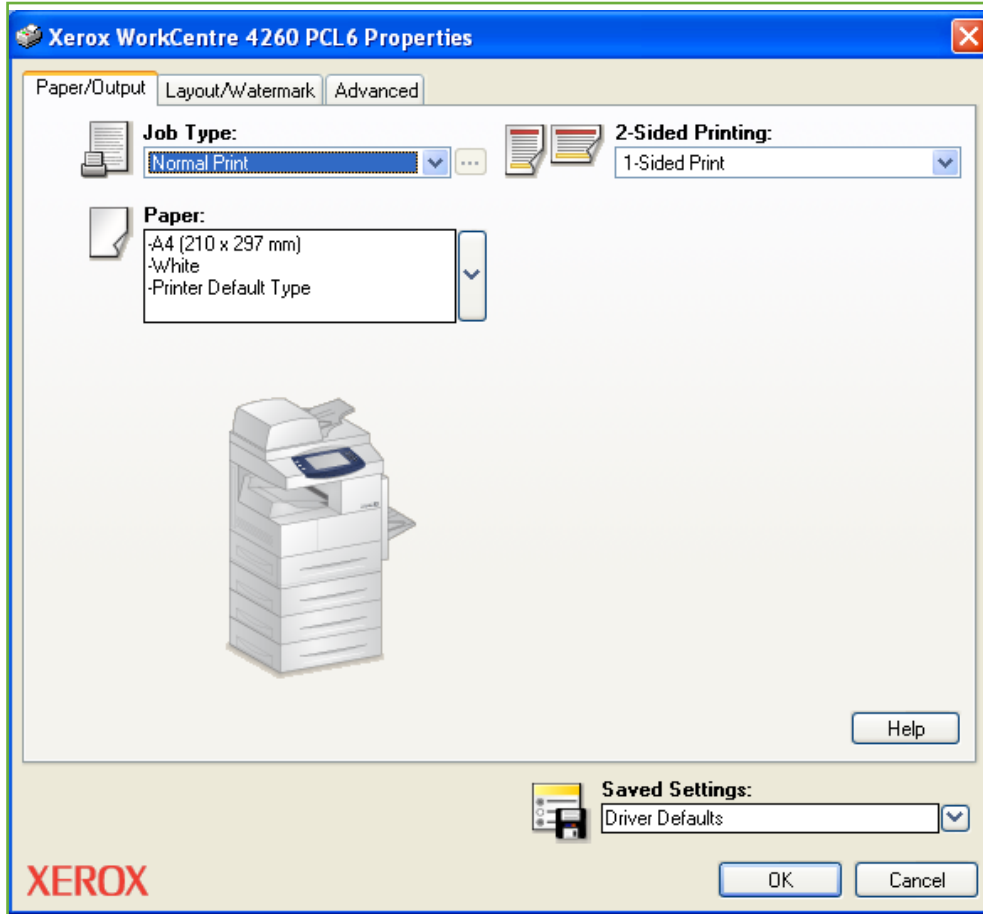 Xerox WorkCentre 4260 PCL6 Properties
Paper/Output Layout/Watermark Advanced
Job Type:
Normal Print
...
2-Sided Printing:
1-Sided Print
Paper:
-A4 (210 x 297 mm)
-White
-Printer Default Type
Help
Saved Settings:
Driver Defaults
XEROX
OK
Cancel